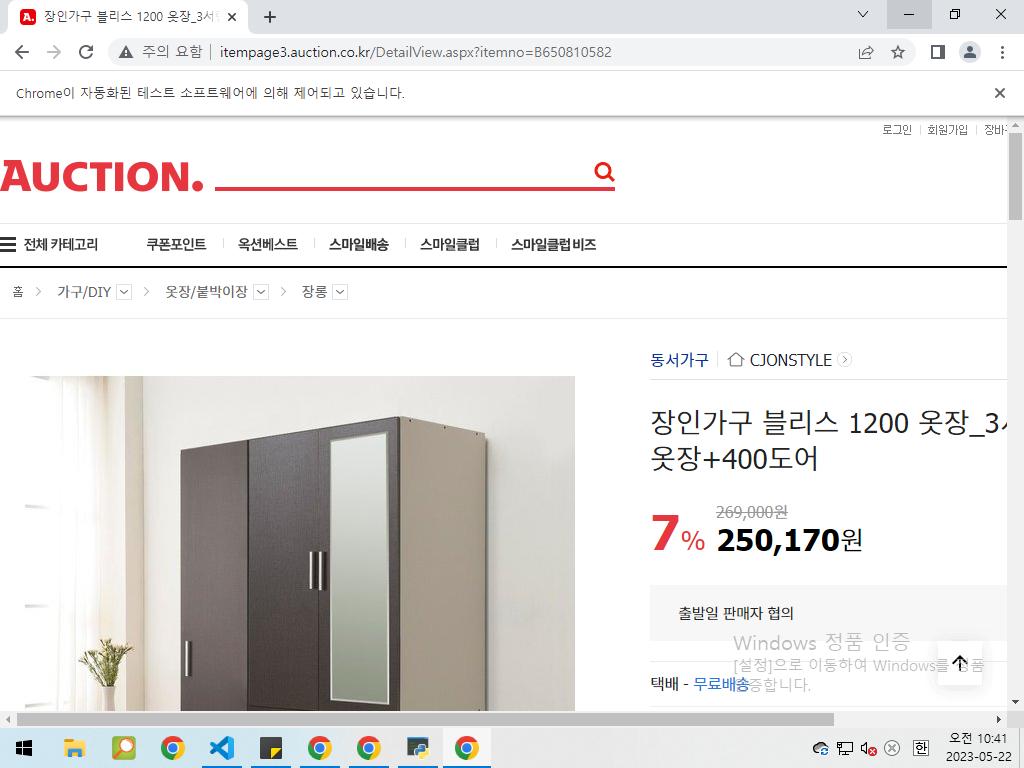 장인가구 블리스 1200 옷장_3서
주의 요함
itempage3.auction.co.kr/DetailView.aspx?itemno=B650810582
Chrome이 자동화된 테스트 소프트웨어에 의해 제어되고 있습니다.
로그인 회원가입 장바구
AUCTION.
전체 카테고리 쿠폰포인트 옥션베스트 스마일배송 스마일클럽 스마일클럽 비즈
홈 가구/DIY 옷장/붙박이장 장롱
동서가구 CJONSTYLE
장인가구 블리스 1200 옷장_3서
옷장+400도어
269,000원
7% 250,170원
출발일 판매자 협의
Windows 정품 인증
[설정]으로 이동하여 Windows를 정품
택배 - 무료배송 인증합니다.
한
오전 10:41
2023-05-22